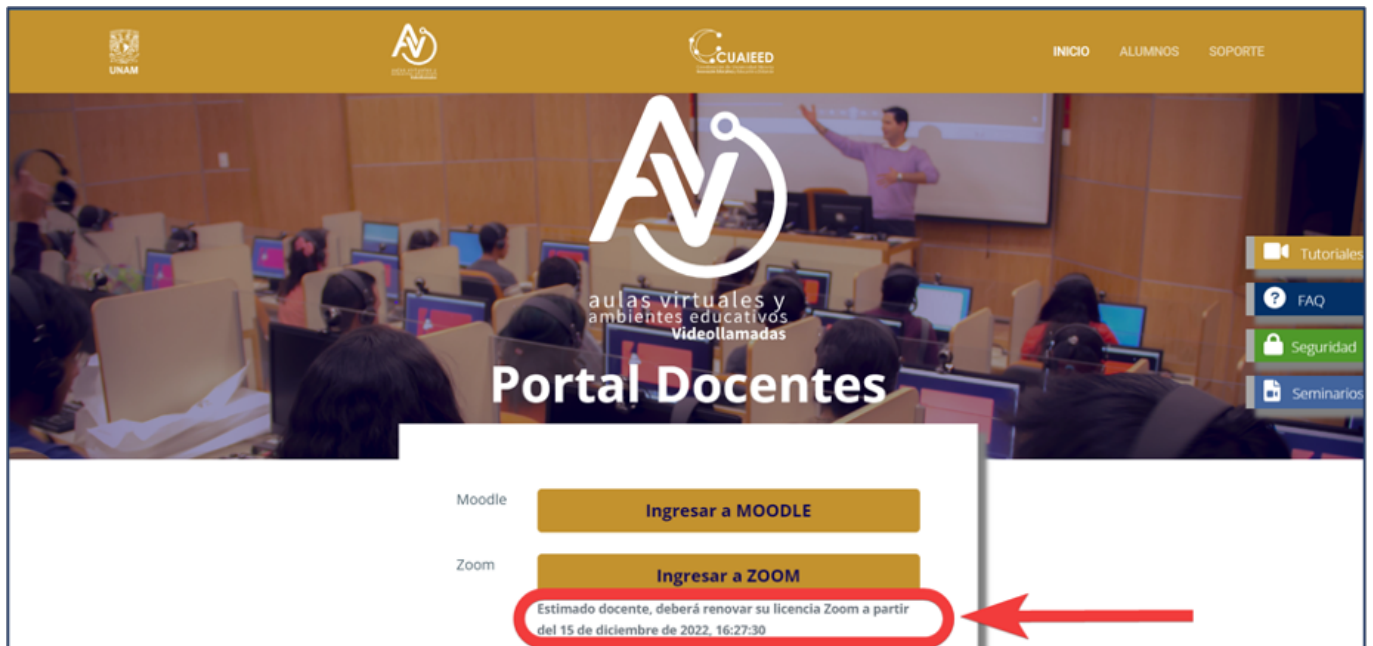 UNAM
CUAIEED
INICIO ALUMNOS SOPORTE
AV
aulas virtuales y
ambientes educativos
Videollamadas
Portal Docentes
Tutoriales
FAQ
Seguridad
Seminarios
Moodle
Ingresar a MOODLE
Zoom
Ingresar a ZOOM
Estimado docente, deberá renovar su licencia Zoom a partir
del 15 de diciembre de 2022, 16:27:30